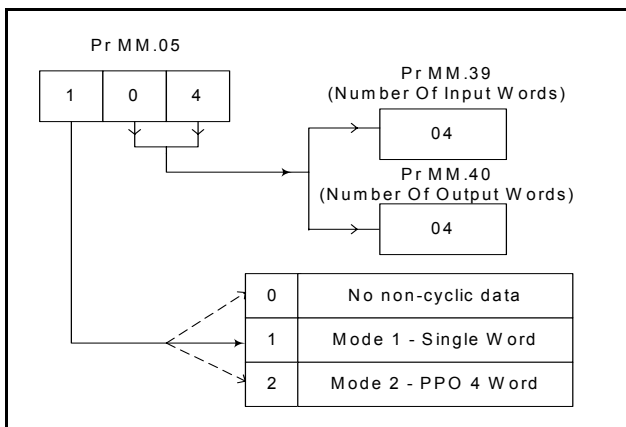 Pr MM.05
1 0 4
Pr MM.39
(Number Of Input Words)
04
Pr MM.40
(Number Of Output Words)
04
0 No non-cyclic data
1 Mode 1 - Single Word
2 Mode 2 - PPO 4 Word